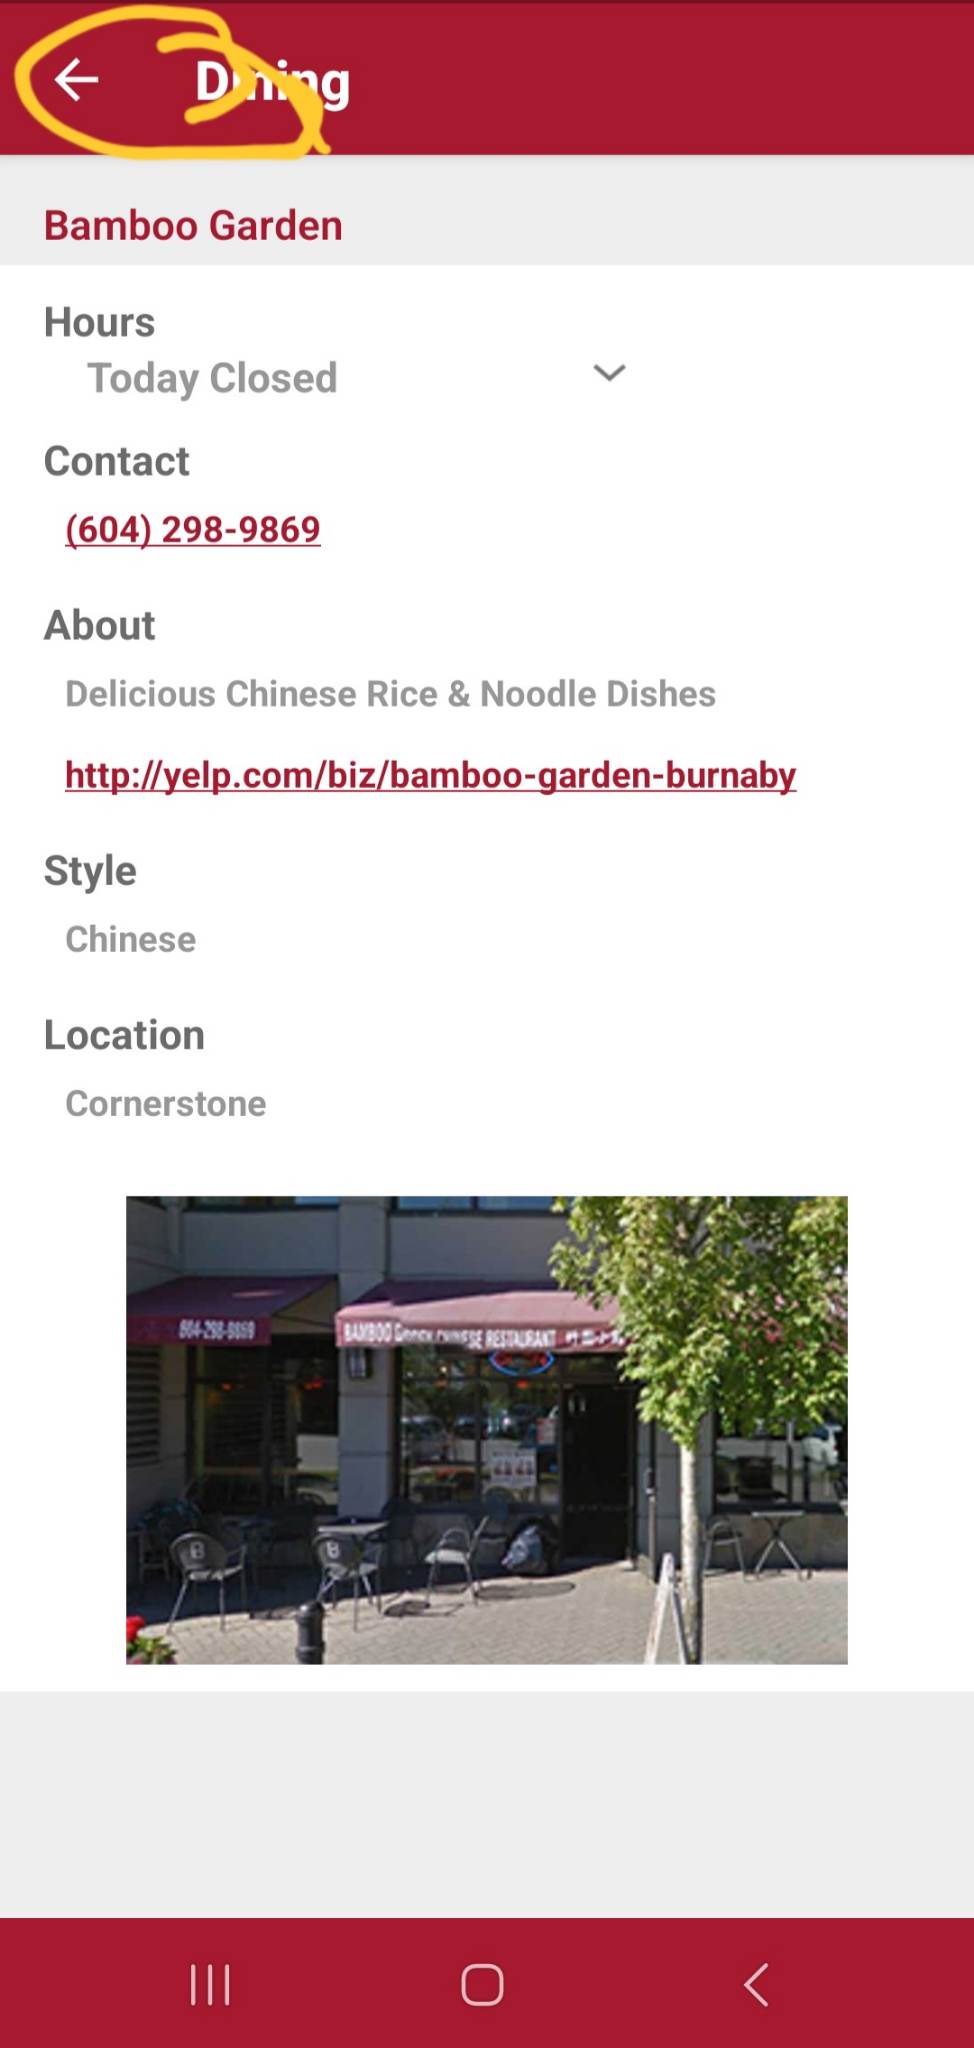 Dining
Bamboo Garden
Hours
Today Closed
Contact
(604) 298-9869
About
Delicious Chinese Rice & Noodle Dishes
http://yelp.com/biz/bamboo-garden-burnaby
Style
Chinese
Location
Cornerstone
604-298-9869
BAMBOO GARDEN CHINESE RESTAURANT
B
B